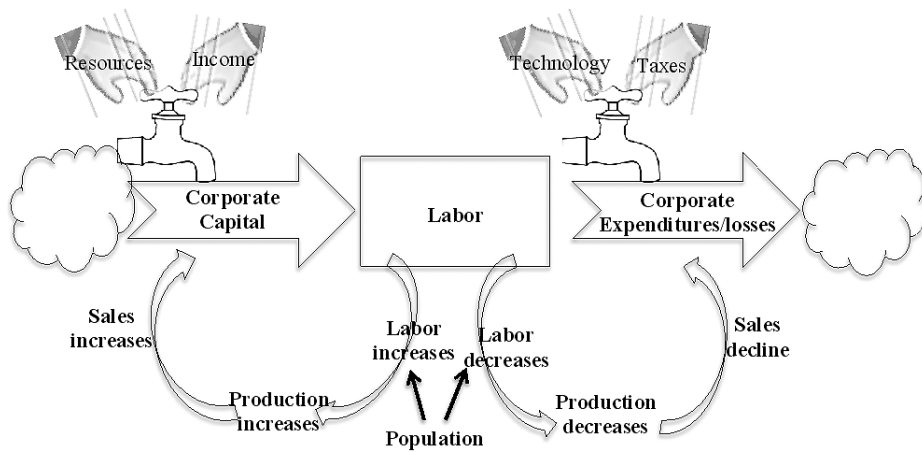 Resources
Income
Technology
Taxes
Corporate
Capital
Labor
Corporate
Expenditures/losses
Sales
increases
Labor
increases
Labor
decreases
Sales
decline
Production
increases
Production
decreases
Population